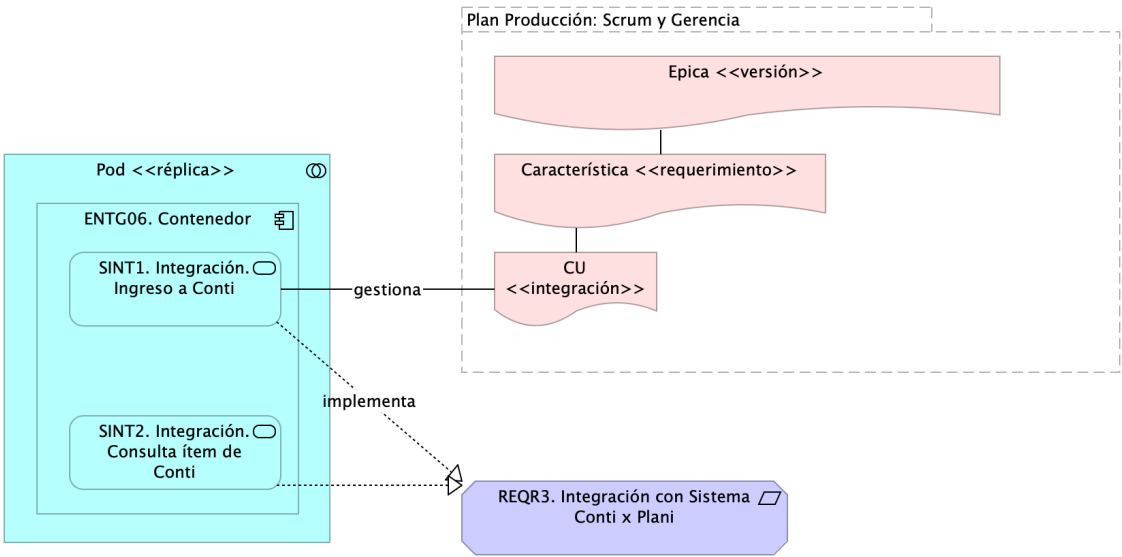 Plan Producción: Scrum y Gerencia
Epica <<versión>>
Pod <<réplica>>
Característica <<requerimiento>>
ENTG06. Contenedor
SINT1. Integración.
Ingreso a Conti
gestiona
CU
<<integración>>
implementa
SINT2. Integración.
Consulta ítem de
Conti
REQR3. Integración con Sistema
Conti x Plani